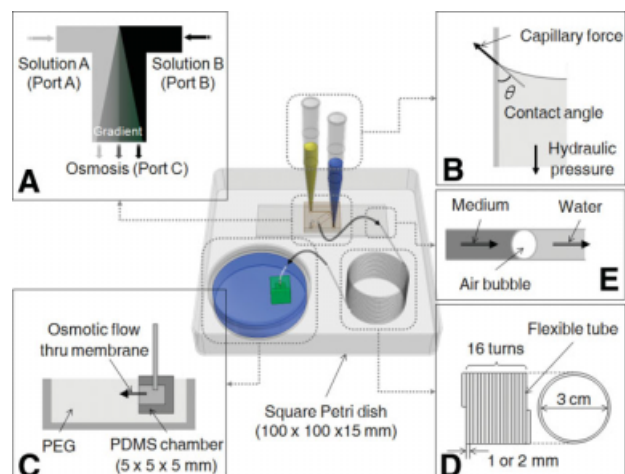 Solution A
(Port A)
Solution B
(Port B)
Gradient
Osmosis (Port C)
A
Capillary force
θ
Contact angle
Hydraulic
pressure
B
Medium
Water
Air bubble
E
Osmotic flow
thru membrane
PEG
PDMS chamber
(5 x 5 x 5 mm)
C
Square Petri dish
(100 x 100 x15 mm)
Flexible tube
16 turns
3 cm
1 or 2 mm
D